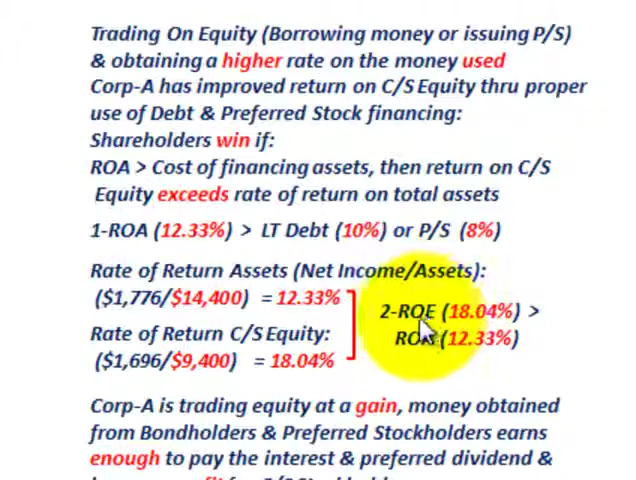 Trading On Equity (Borrowing money or issuing P/S)
& obtaining a higher rate on the money used
Corp-A has improved return on C/S Equity thru proper
use of Debt & Preferred Stock financing:
Shareholders win if:
ROA > Cost of financing assets, then return on C/S
Equity exceeds rate of return on total assets
1-ROA (12.33%) > LT Debt (10%) or P/S (8%)
Rate of Return Assets (Net Income/Assets):
($1,776/$14,400) = 12.33%
2-ROE (18.04%) >
Rate of Return C/S Equity:
ROA (12.33%)
($1,696/$9,400) = 18.04%
Corp-A is trading equity at a gain, money obtained
from Bondholders & Preferred Stockholders earns
enough to pay the interest & preferred dividend &